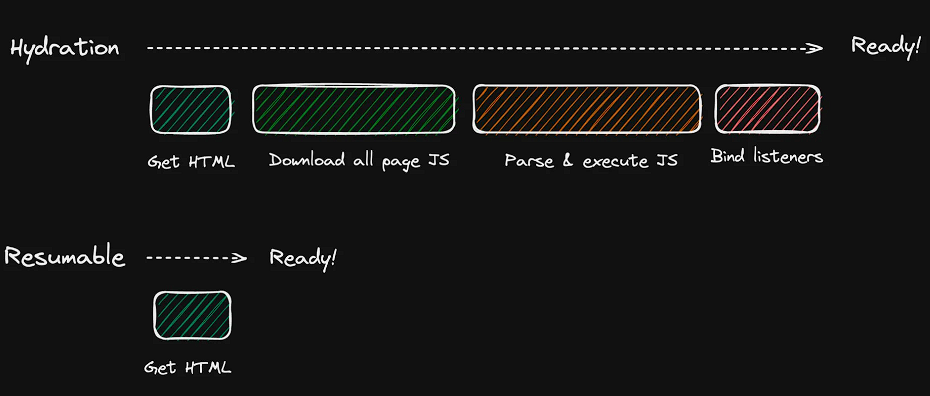 Hydration
Ready!
Get HTML
Download all page JS
Parse & execute JS
Bind listeners
Resumable
Ready!
Get HTML